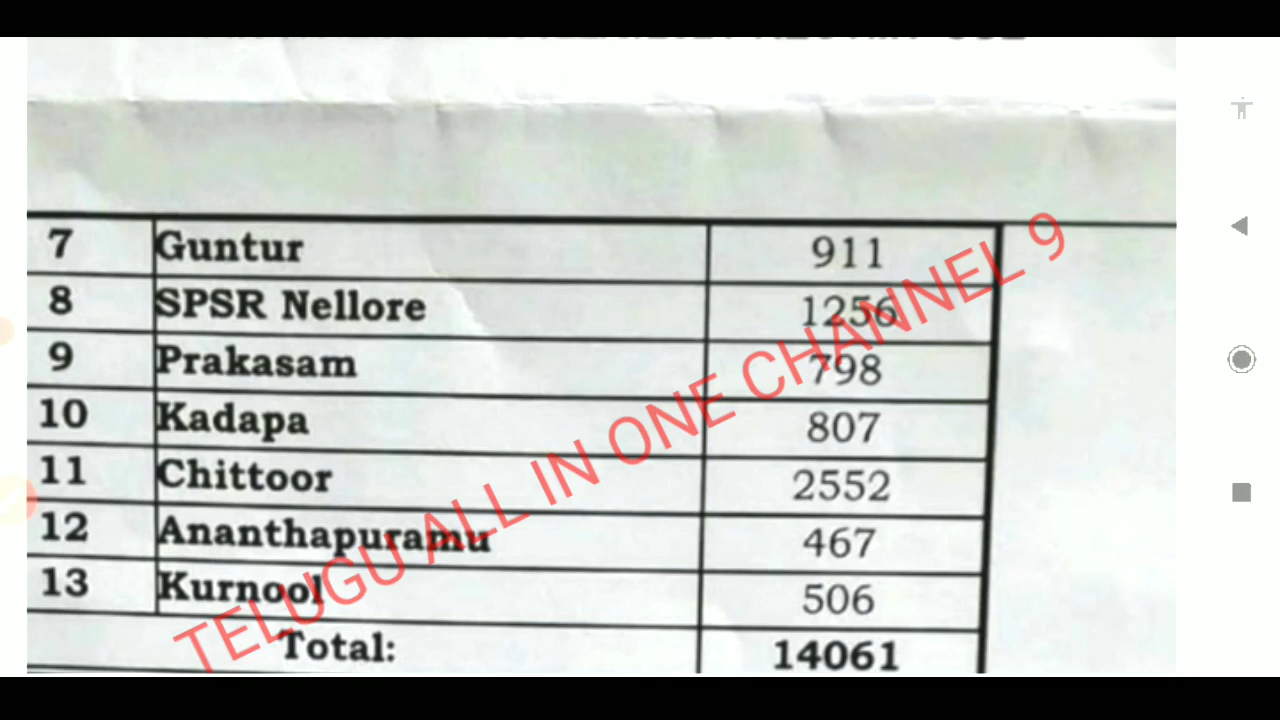 7 Guntur 911
8 SPSR Nellore 1256
9 Prakasam 798
10 Kadapa 807
11 Chittoor 2552
12 Ananthapuramu 467
13 Kurnool 506
Total: 14061
TELUGU ALL IN ONE CHANNEL 9